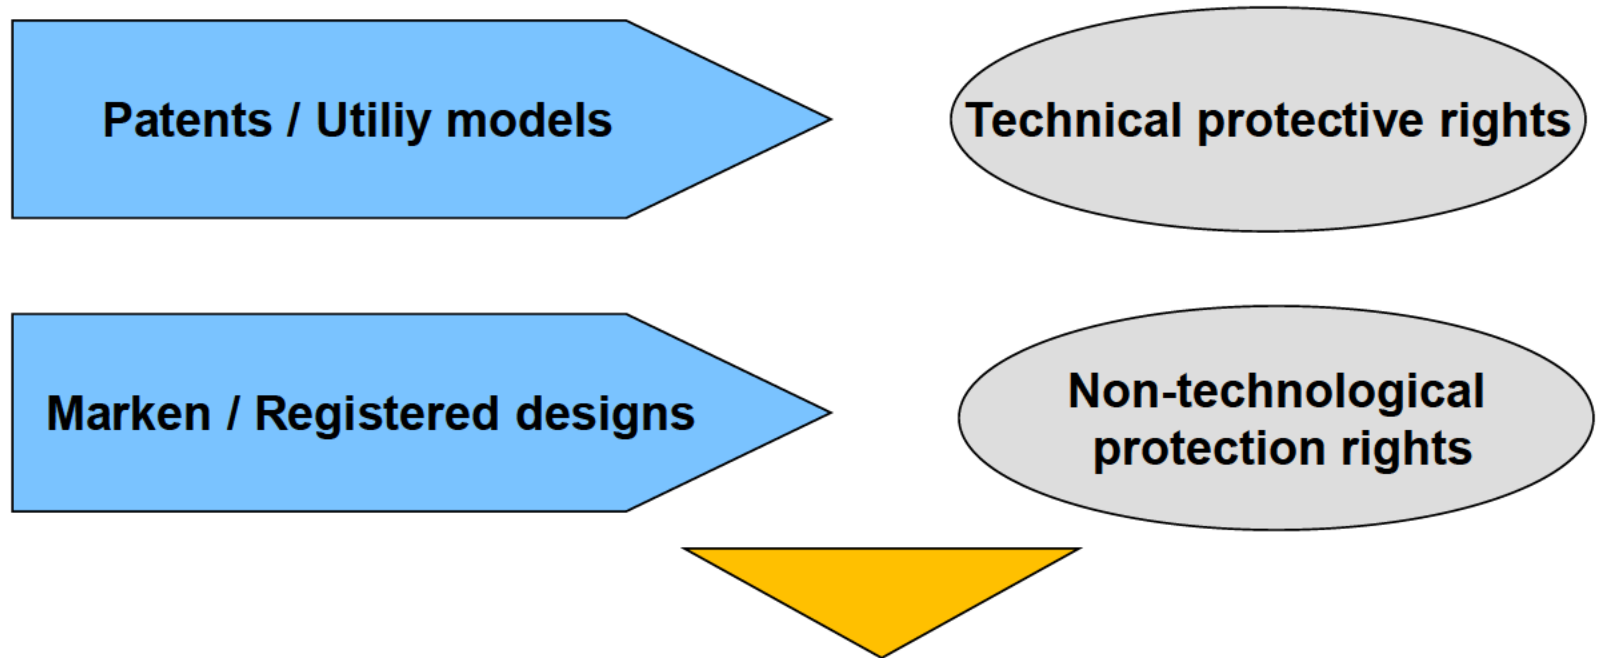 Patents / Utiliy models
Technical protective rights
Marken / Registered designs
Non-technological
protection rights